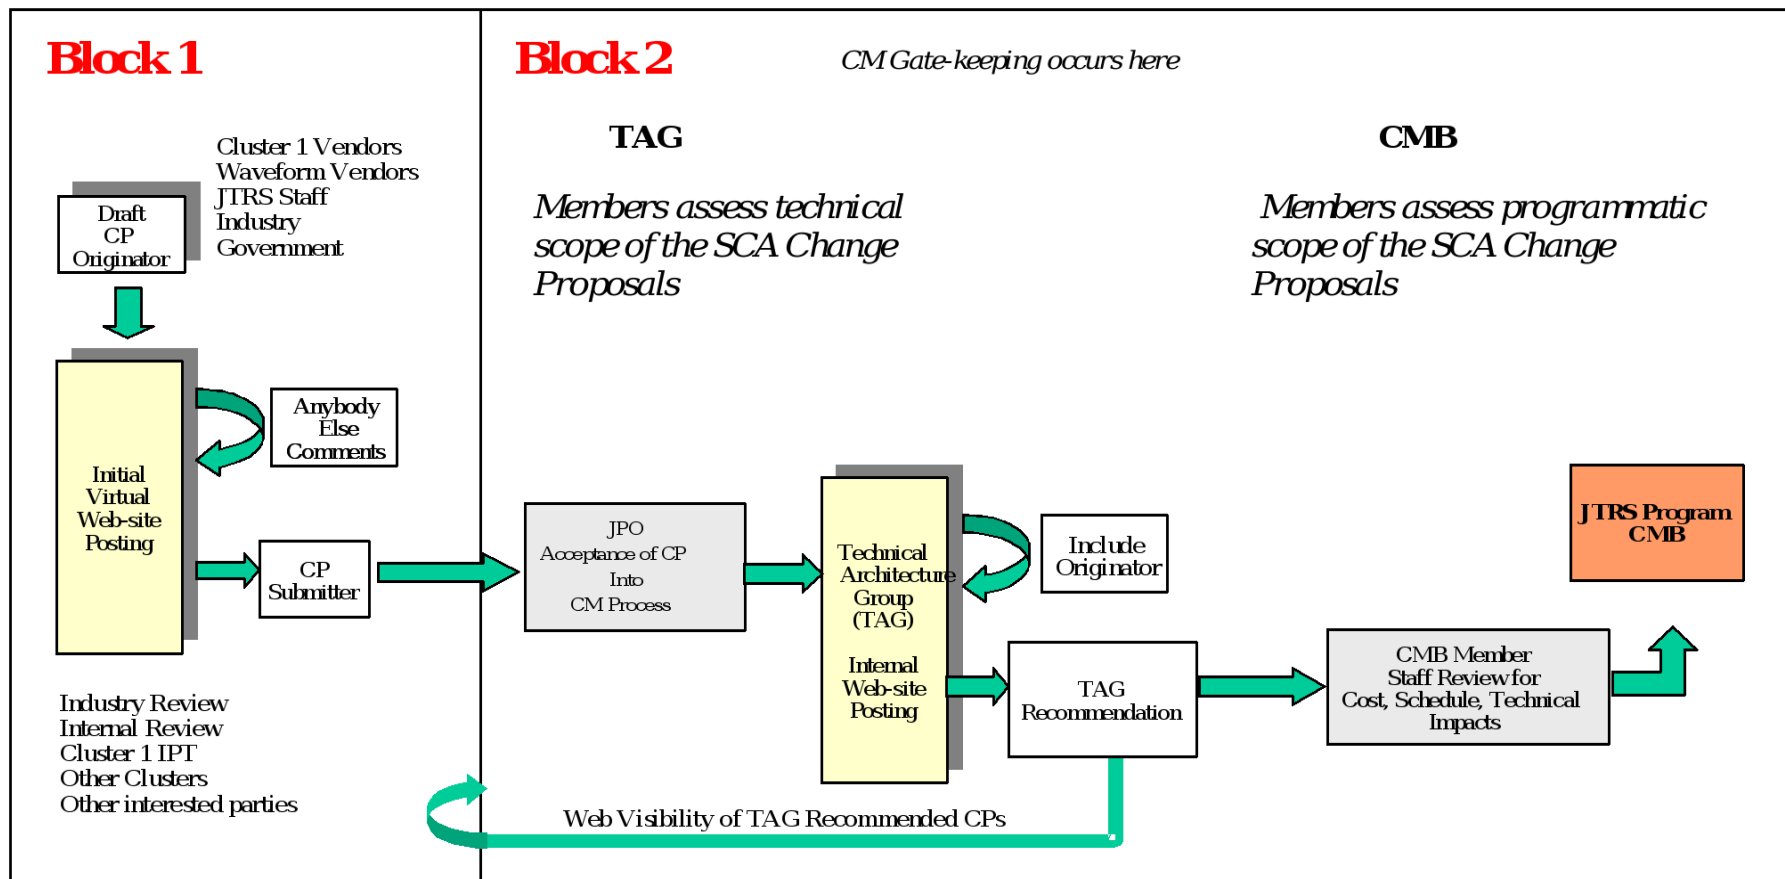 Block 1
Block 2
CM Gate-keeping occurs here
Cluster 1 Vendors
Waveform Vendors
JTRS Staff
Industry
Government
Draft
CP
Originator
TAG
Members assess technical
scope of the SCA Change
Proposals
CMB
Members assess programmatic
scope of the SCA Change
Proposals
Initial
Virtual
Web-site
Posting
Anybody
Else
Comments
CP
Submitter
JPO
Acceptance of CP
Into
CM Process
Technical
Architecture
Group
(TAG)
Internal
Web-site
Posting
Include
Originator
TAG
Recommendation
CMB Member
Staff Review for
Cost, Schedule, Technical
Impacts
JTRS Program
CMB
Industry Review
Internal Review
Cluster 1 IPT
Other Clusters
Other interested parties
Web Visibility of TAG Recommended CPs